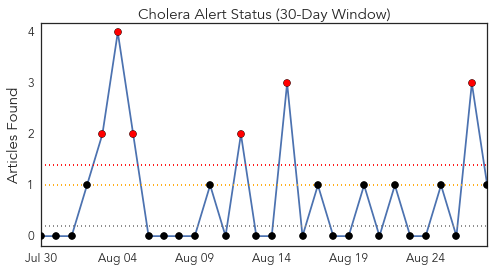 Cholera Alert Status (30-Day Window)
Articles Found
4
3
2
1
0
Jul 30
Aug 04
Aug 09
Aug 14
Aug 19
Aug 24